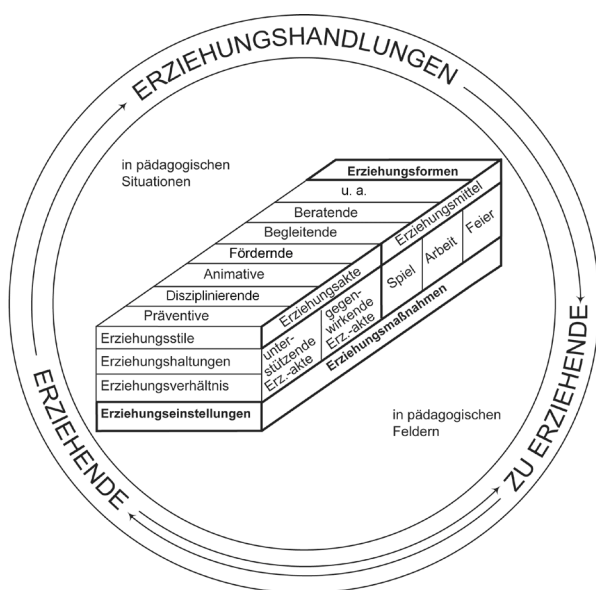 ERZIEHUNGSHANDLUNGEN
in pädagogischen
Situationen
Erziehungsformen
u. a.
Beratende
Begleitende
Fördernde
Animative
Disziplinierende
Präventive
Erziehungsmittel
Spiel
Arbeit
Feier
Erziehungsakte
unter-
stützende
Erz.-akte
gegen-
wirkende
Erz.-akte
Erziehungsmaßnahmen
Erziehungsstile
Erziehungshaltungen
Erziehungsverhältnis
Erziehungseinstellungen
in pädagogischen
Feldern
ERZIEHENDE
ZU ERZIEHENDE